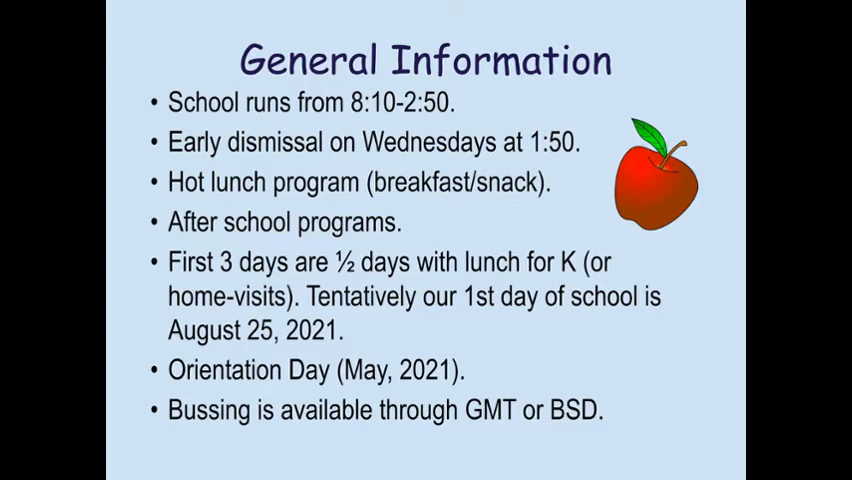 General Information
• School runs from 8:10-2:50.
• Early dismissal on Wednesdays at 1:50.
• Hot lunch program (breakfast/snack).
• After school programs.
• First 3 days are ½ days with lunch for K (or
home-visits). Tentatively our 1st day of school is
August 25, 2021.
• Orientation Day (May, 2021).
• Bussing is available through GMT or BSD.